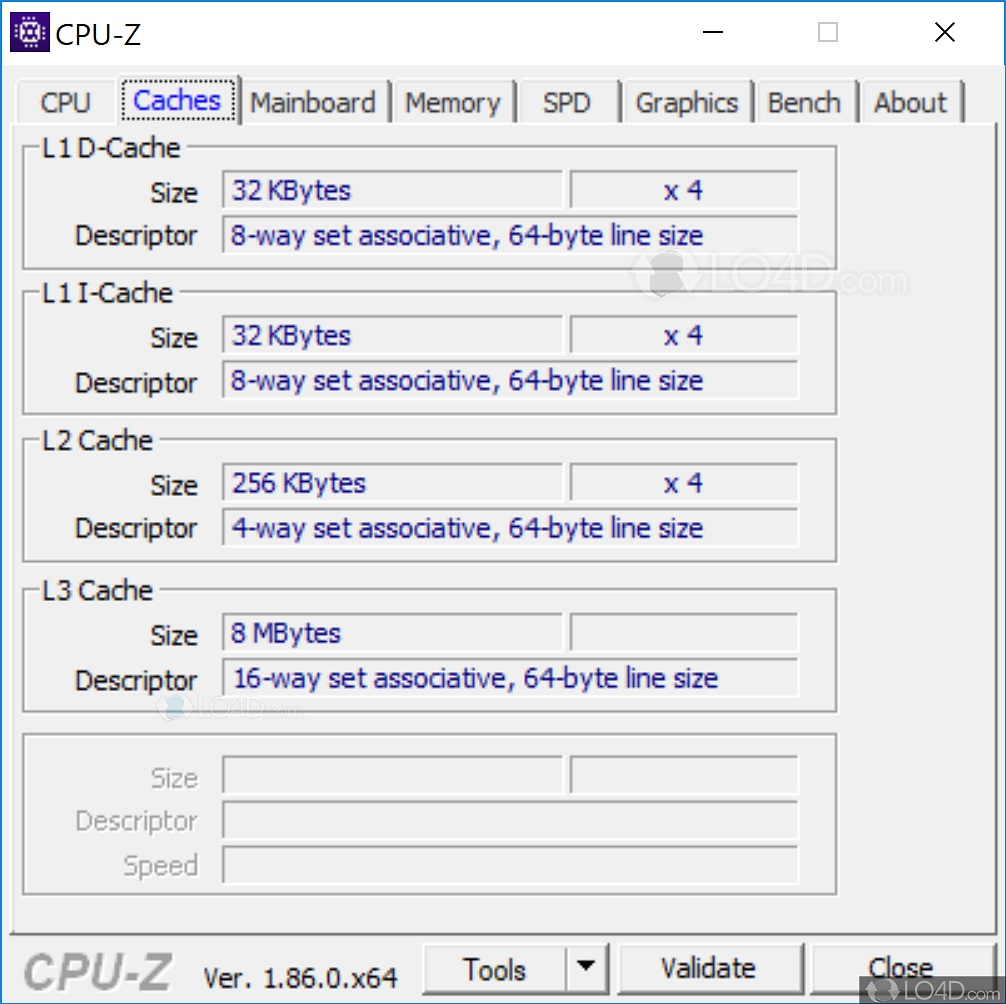 CPU-Z
CPU Caches Mainboard Memory SPD Graphics Bench About
L1 D-Cache
Size 32 KBytes x 4
Descriptor 8-way set associative, 64-byte line size
LO4D.com
L1 I-Cache
Size 32 KBytes x 4
Descriptor 8-way set associative, 64-byte line size
L2 Cache
Size 256 KBytes x 4
Descriptor 4-way set associative, 64-byte line size
L3 Cache
Size 8 MBytes
Descriptor 16-way set associative, 64-byte line size
LO4D.com
Size
Descriptor
Speed
CPU-Z Ver. 1.86.0.x64 Tools Validate Close
LO4D.com